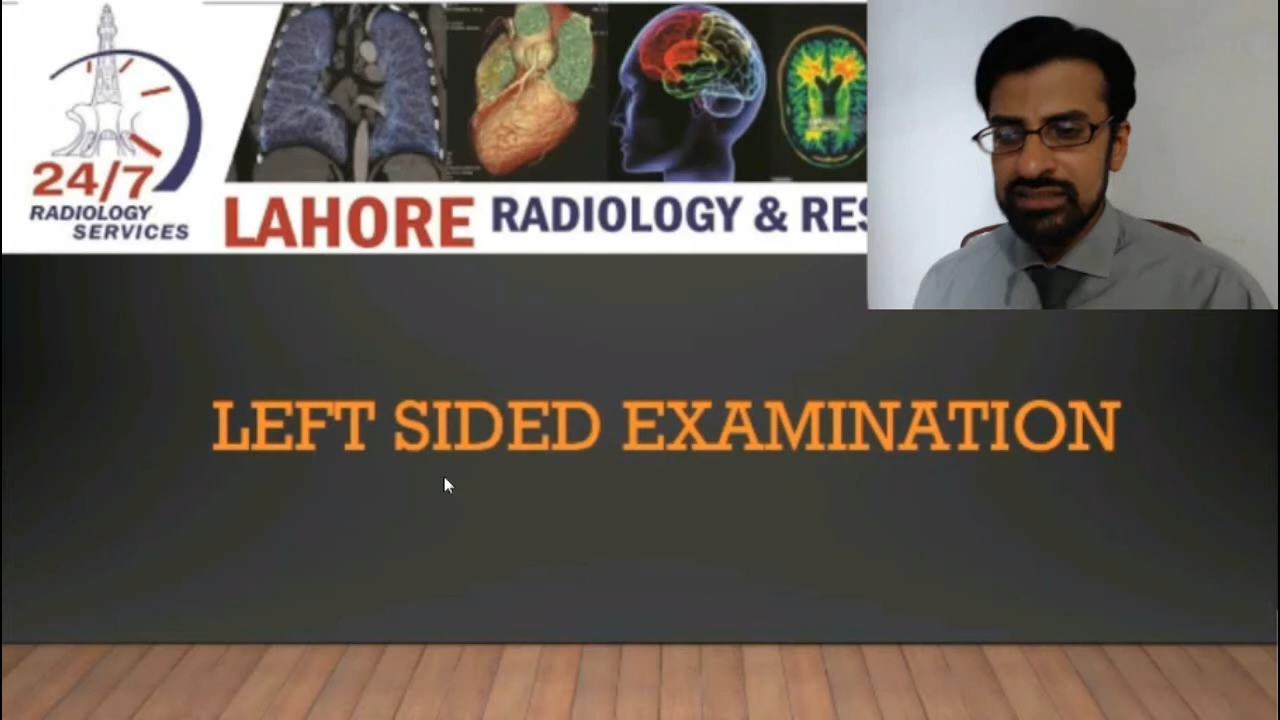 24/7
RADIOLOGY
SERVICES
LAHORE RADIOLOGY & RES
LEFT SIDED EXAMINATION